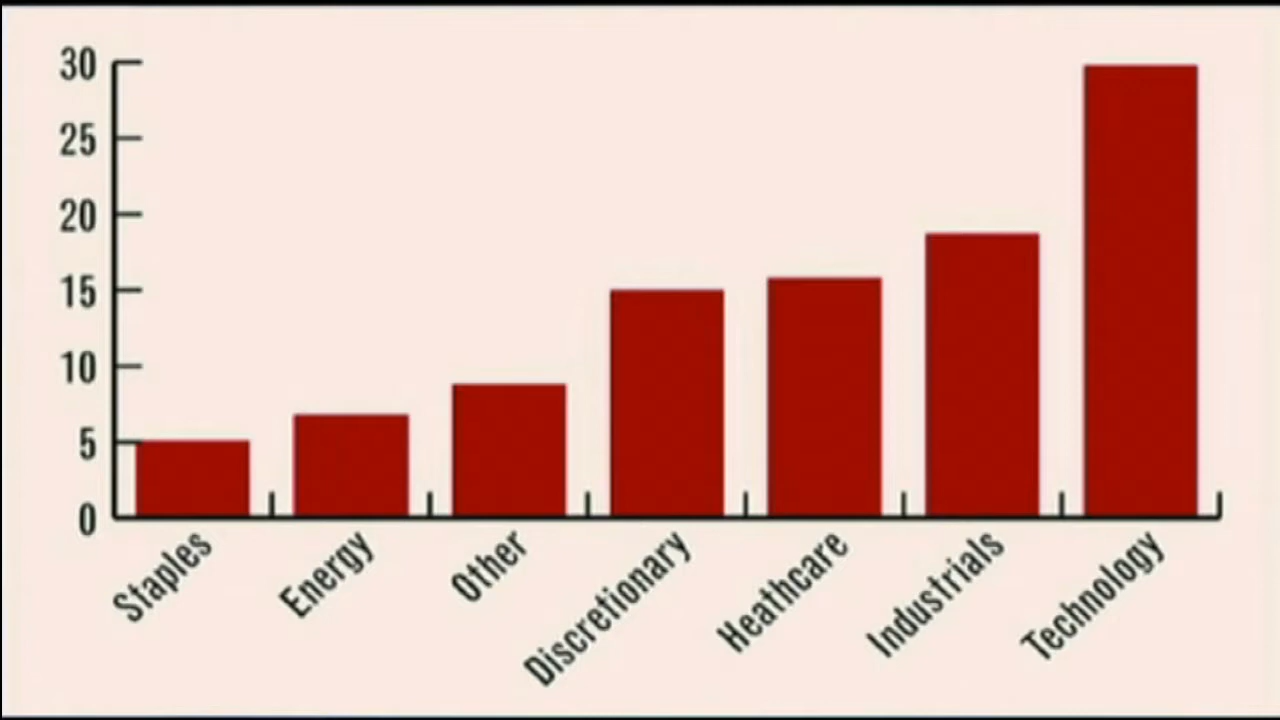 30
25
20
15
10
5
0
Staples
Energy
Other
Discretionary
Heathcare
Industrials
Technology